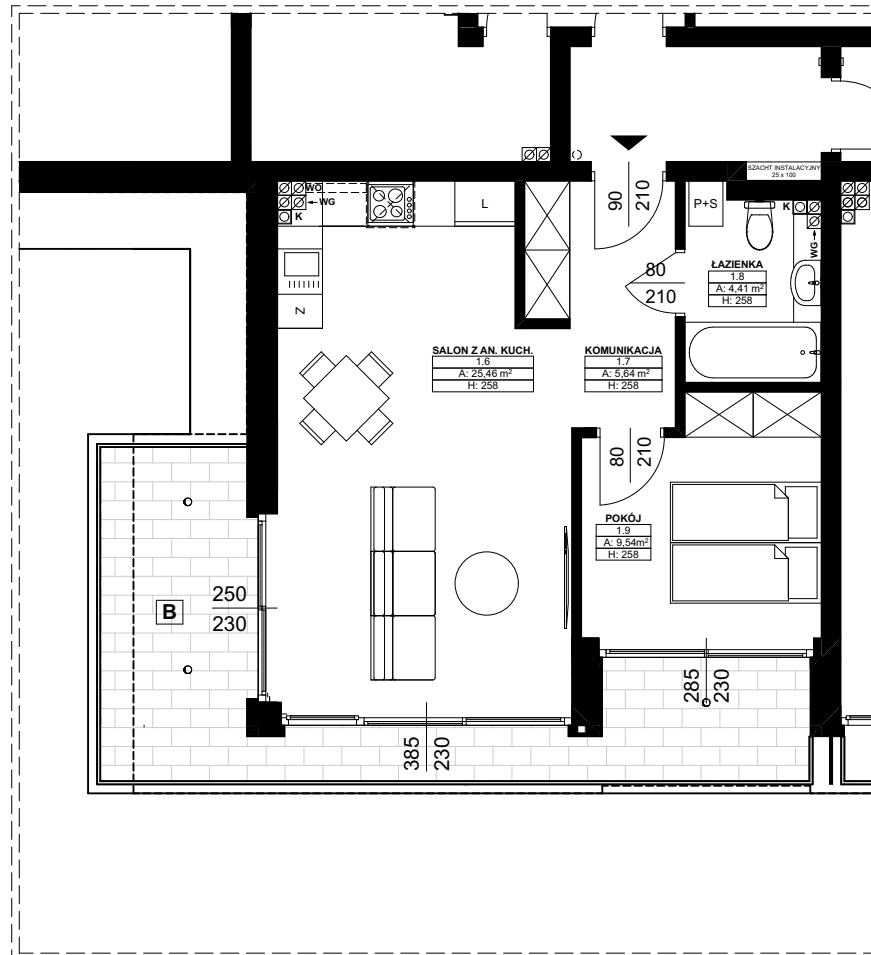 SZACHT INSTALACYJNY
25 x 100
WO
WG
K
L
90
210
P+S
K
WG
ŁAZIENKA
1.8
A: 4,41 m²
H: 258
80
210
Z
SALON Z AN. KUCH.
1.6
A: 25,46 m²
H: 258
KOMUNIKACJA
1.7
A: 5,64 m²
H: 258
80
210
POKÓJ
1.9
A: 9,54m²
H: 258
250
230
B
285
230
385
230